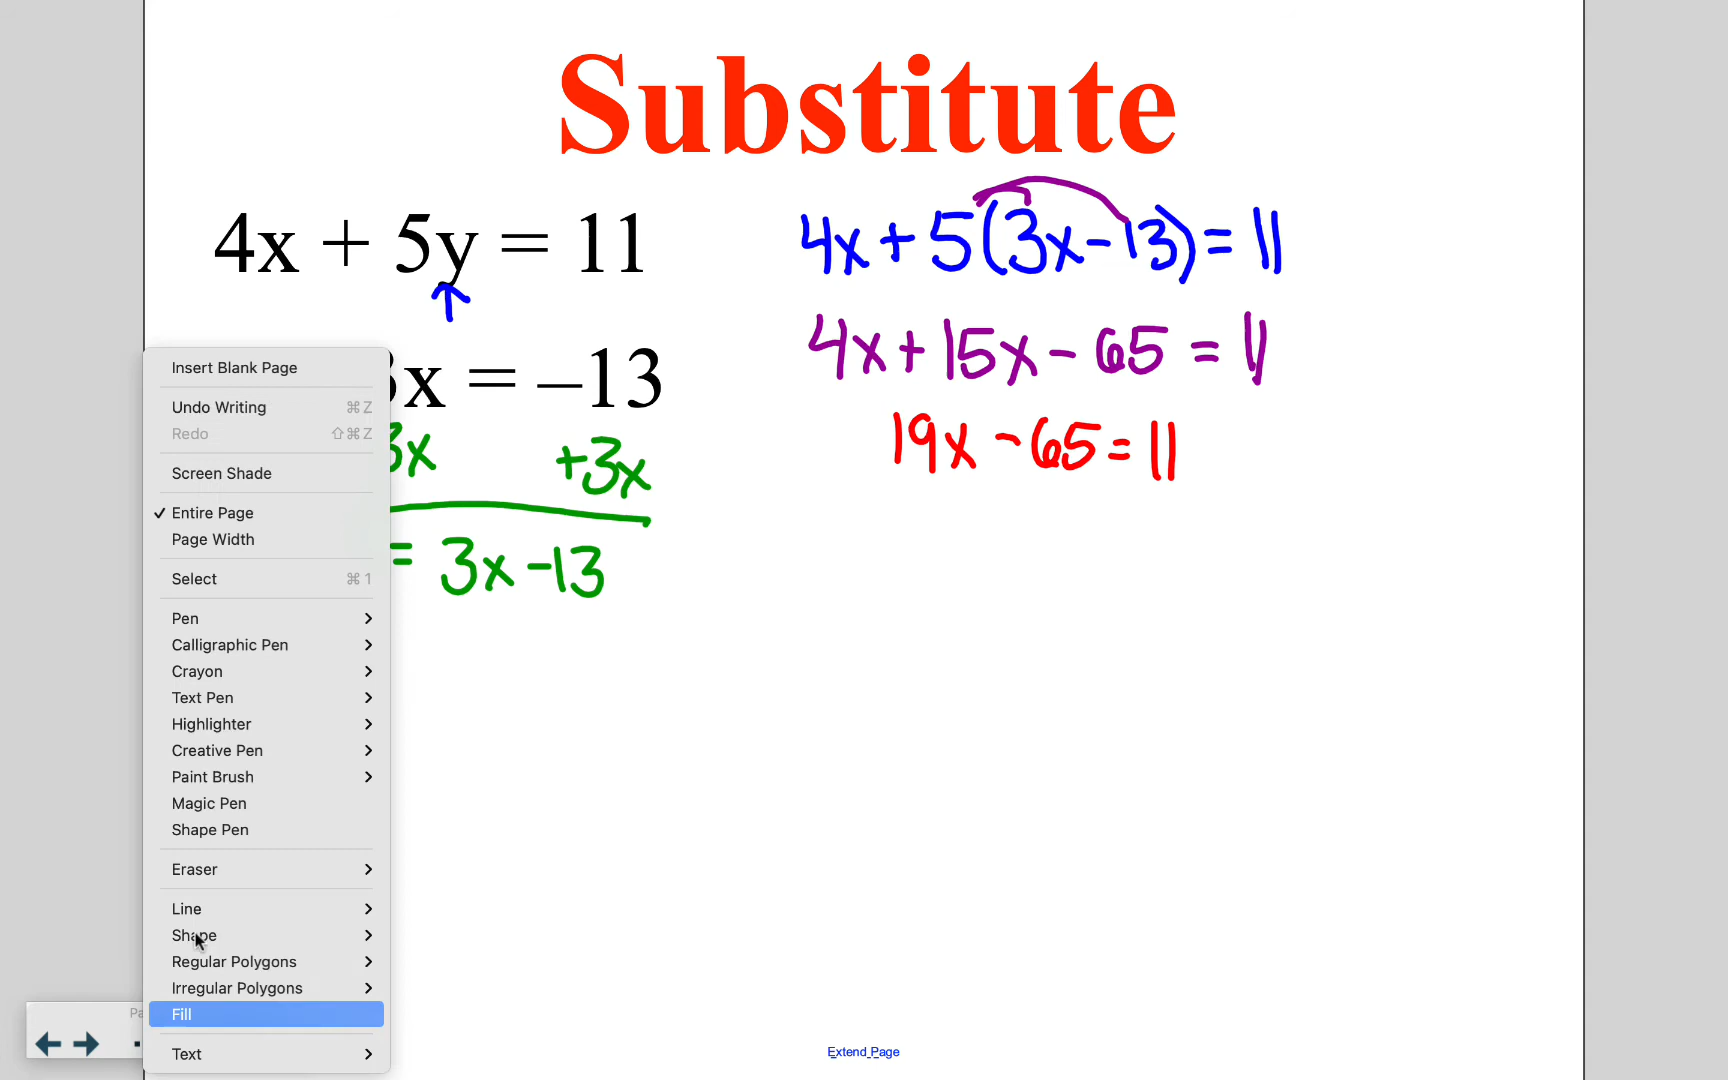 Substitute
4x + 5y = 11
4x + 5(3x - 13) = 11
4x + 15x - 65 = 11
3x = –13
19x - 65 = 11
3x +3x
= 3x - 13
Insert Blank Page
Undo Writing ⌘Z
Redo ⇧⌘Z
Screen Shade
✓ Entire Page
Page Width
Select ⌘1
Pen
Calligraphic Pen
Crayon
Text Pen
Highlighter
Creative Pen
Paint Brush
Magic Pen
Shape Pen
Eraser
Line
Shape
Regular Polygons
Irregular Polygons
Fill
Text
Extend Page